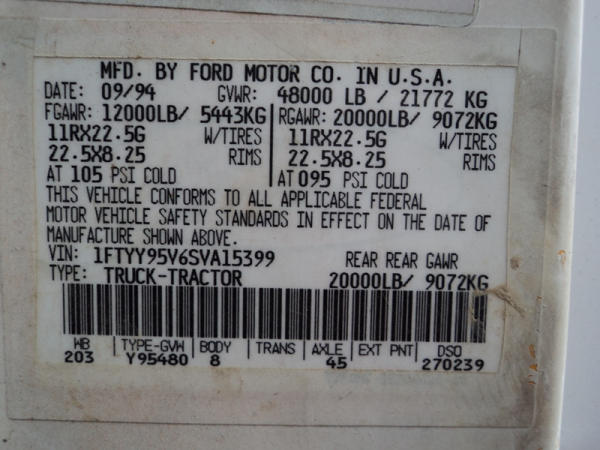 MFD. BY FORD MOTOR CO. IN U.S.A.
DATE: 09/94 GVWR: 48000 LB / 21772 KG
FGAWR: 12000LB/ 5443KG RGAWR: 20000LB/ 9072KG
11RX22.5G W/TIRES 11RX22.5G W/TIRES
22.5X8.25 RIMS 22.5X8.25 RIMS
AT 105 PSI COLD AT 095 PSI COLD
THIS VEHICLE CONFORMS TO ALL APPLICABLE FEDERAL
MOTOR VEHICLE SAFETY STANDARDS IN EFFECT ON THE DATE OF
MANUFACTURE SHOWN ABOVE.
VIN: 1FTYY95V6SVA15399 REAR REAR GAWR
TYPE: TRUCK-TRACTOR 20000LB/ 9072KG
WB TYPE-GVW BODY TRANS AXLE EXT PNT DSO
203 Y95480 8 45 270239